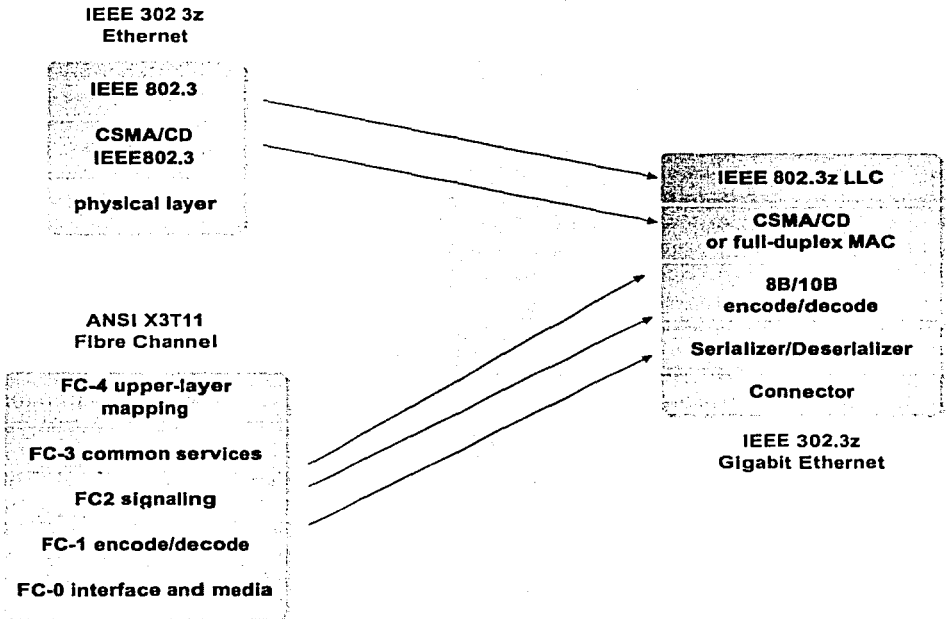 IEEE 302 3z
Ethernet
IEEE 802.3
CSMA/CD
IEEE802.3
physical layer
IEEE 802.3z LLC
CSMA/CD
or full-duplex MAC
8B/10B
encode/decode
Serializer/Deserializer
Connector
IEEE 302.3z
Gigabit Ethernet
ANSI X3T11
Fibre Channel
FC-4 upper-layer
mapping
FC-3 common services
FC2 signaling
FC-1 encode/decode
FC-0 interface and media